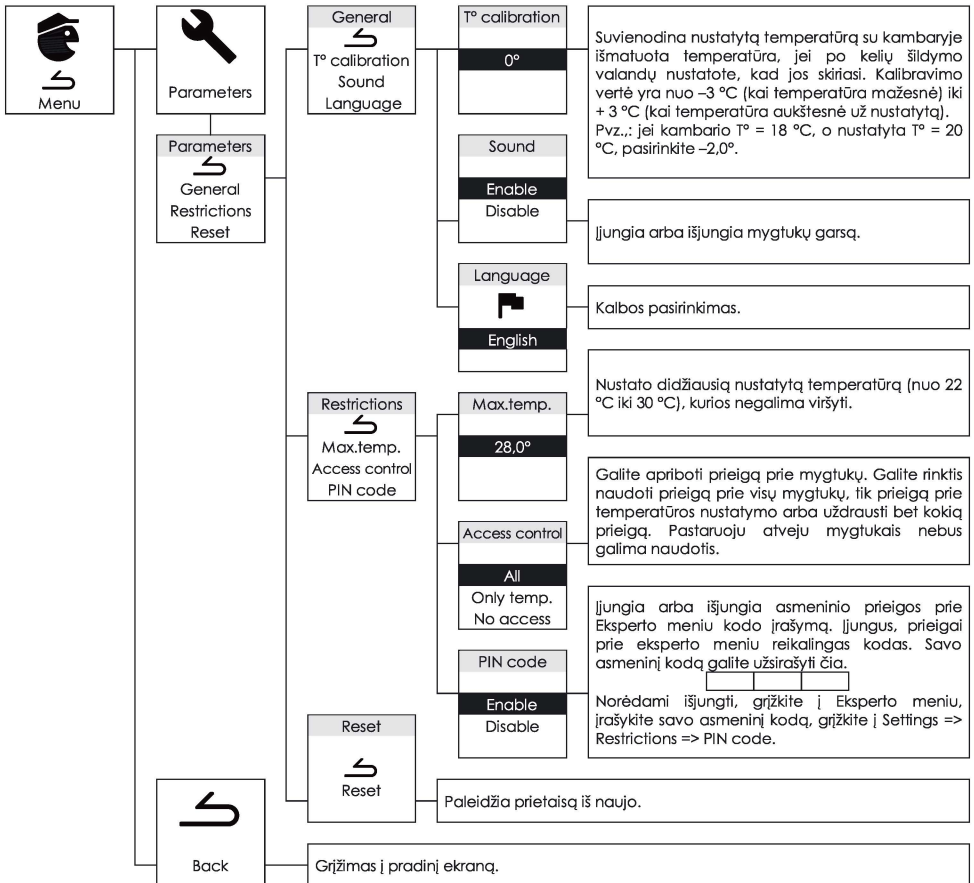 Menu
Parameters
Parameters
General
Restrictions
Reset
General
T° calibration
Sound
Language
T° calibration
0°
Suvienodina nustatytą temperatūrą su kambaryje
išmatuota temperatūra, jei po kelių šildymo
valandų nustatote, kad jos skiriasi. Kalibravimo
vertė yra nuo –3 °C (kai temperatūra mažesnė) iki
+ 3 °C (kai temperatūra aukštesnė už nustatytą).
Pvz.,: jei kambario T° = 18 °C, o nustatyta T° = 20
°C, pasirinkite –2,0°.
Sound
Enable
Disable
Įjungia arba išjungia mygtukų garsą.
Language
English
Kalbos pasirinkimas.
Restrictions
Max.temp.
Access control
PIN code
Max.temp.
28,0°
Nustato didžiausią nustatytą temperatūrą (nuo 22
°C iki 30 °C), kurios negalima viršyti.
Access control
All
Only temp.
No access
Galite apriboti prieigą prie mygtukų. Galite rinktis
naudoti prieigą prie visų mygtukų, tik prieigą prie
temperatūros nustatymo arba uždrausti bet kokią
prieigą. Pastaruoju atveju mygtukais nebus
galima naudotis.
PIN code
Enable
Disable
Įjungia arba išjungia asmeninio prieigos prie
Eksperto meniu kodo įrašymą. Įjungus, prieigai
prie eksperto meniu reikalingas kodas. Savo
asmeninį kodą galite užsirašyti čia.
Norėdami išjungti, grįžkite į Eksperto meniu,
įrašykite savo asmeninį kodą, grįžkite į Settings =>
Restrictions => PIN code.
Reset
Reset
Paleidžia prietaisą iš naujo.
Back
Grįžimas į pradinį ekraną.